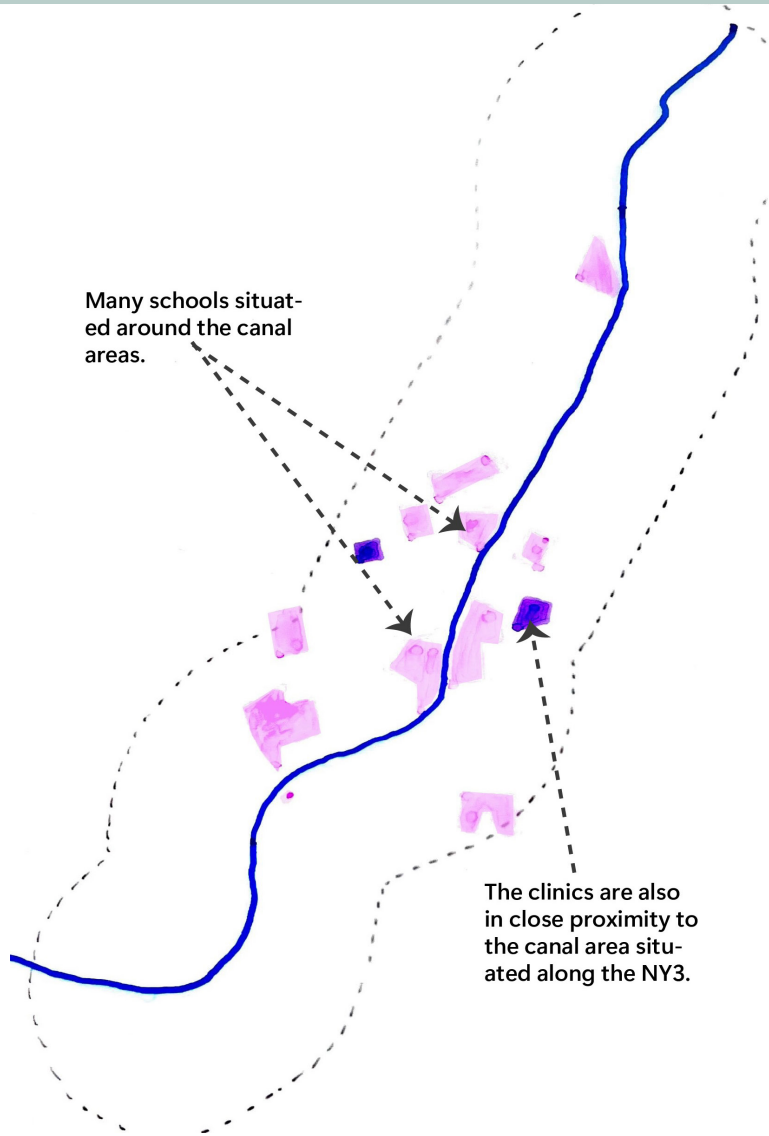 Many schools situat-
ed around the canal
areas.
The clinics are also
in close proximity to
the canal area situ-
ated along the NY3.